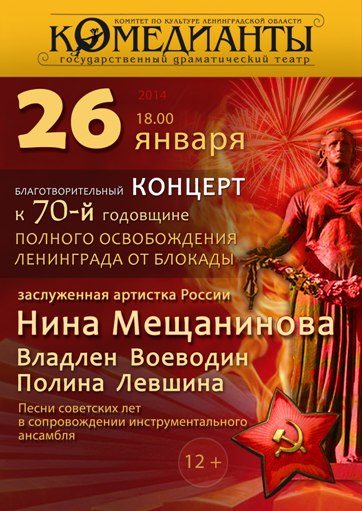 КОМИТЕТ ПО КУЛЬТУРЕ ЛЕНИНГРАДСКОЙ ОБЛАСТИ
КОМЕДИАНТЫ
государственный драматический театр
2014
26
18.00
января
БЛАГОТВОРИТЕЛЬНЫЙ КОНЦЕРТ
к 70-й годовщине
ПОЛНОГО ОСВОБОЖДЕНИЯ
ЛЕНИНГРАДА ОТ БЛОКАДЫ
заслуженная артистка России
Нина Мещанинова
Владлен Воеводин
Полина Левшина
Песни советских лет
в сопровождении инструментального
ансамбля
12 +